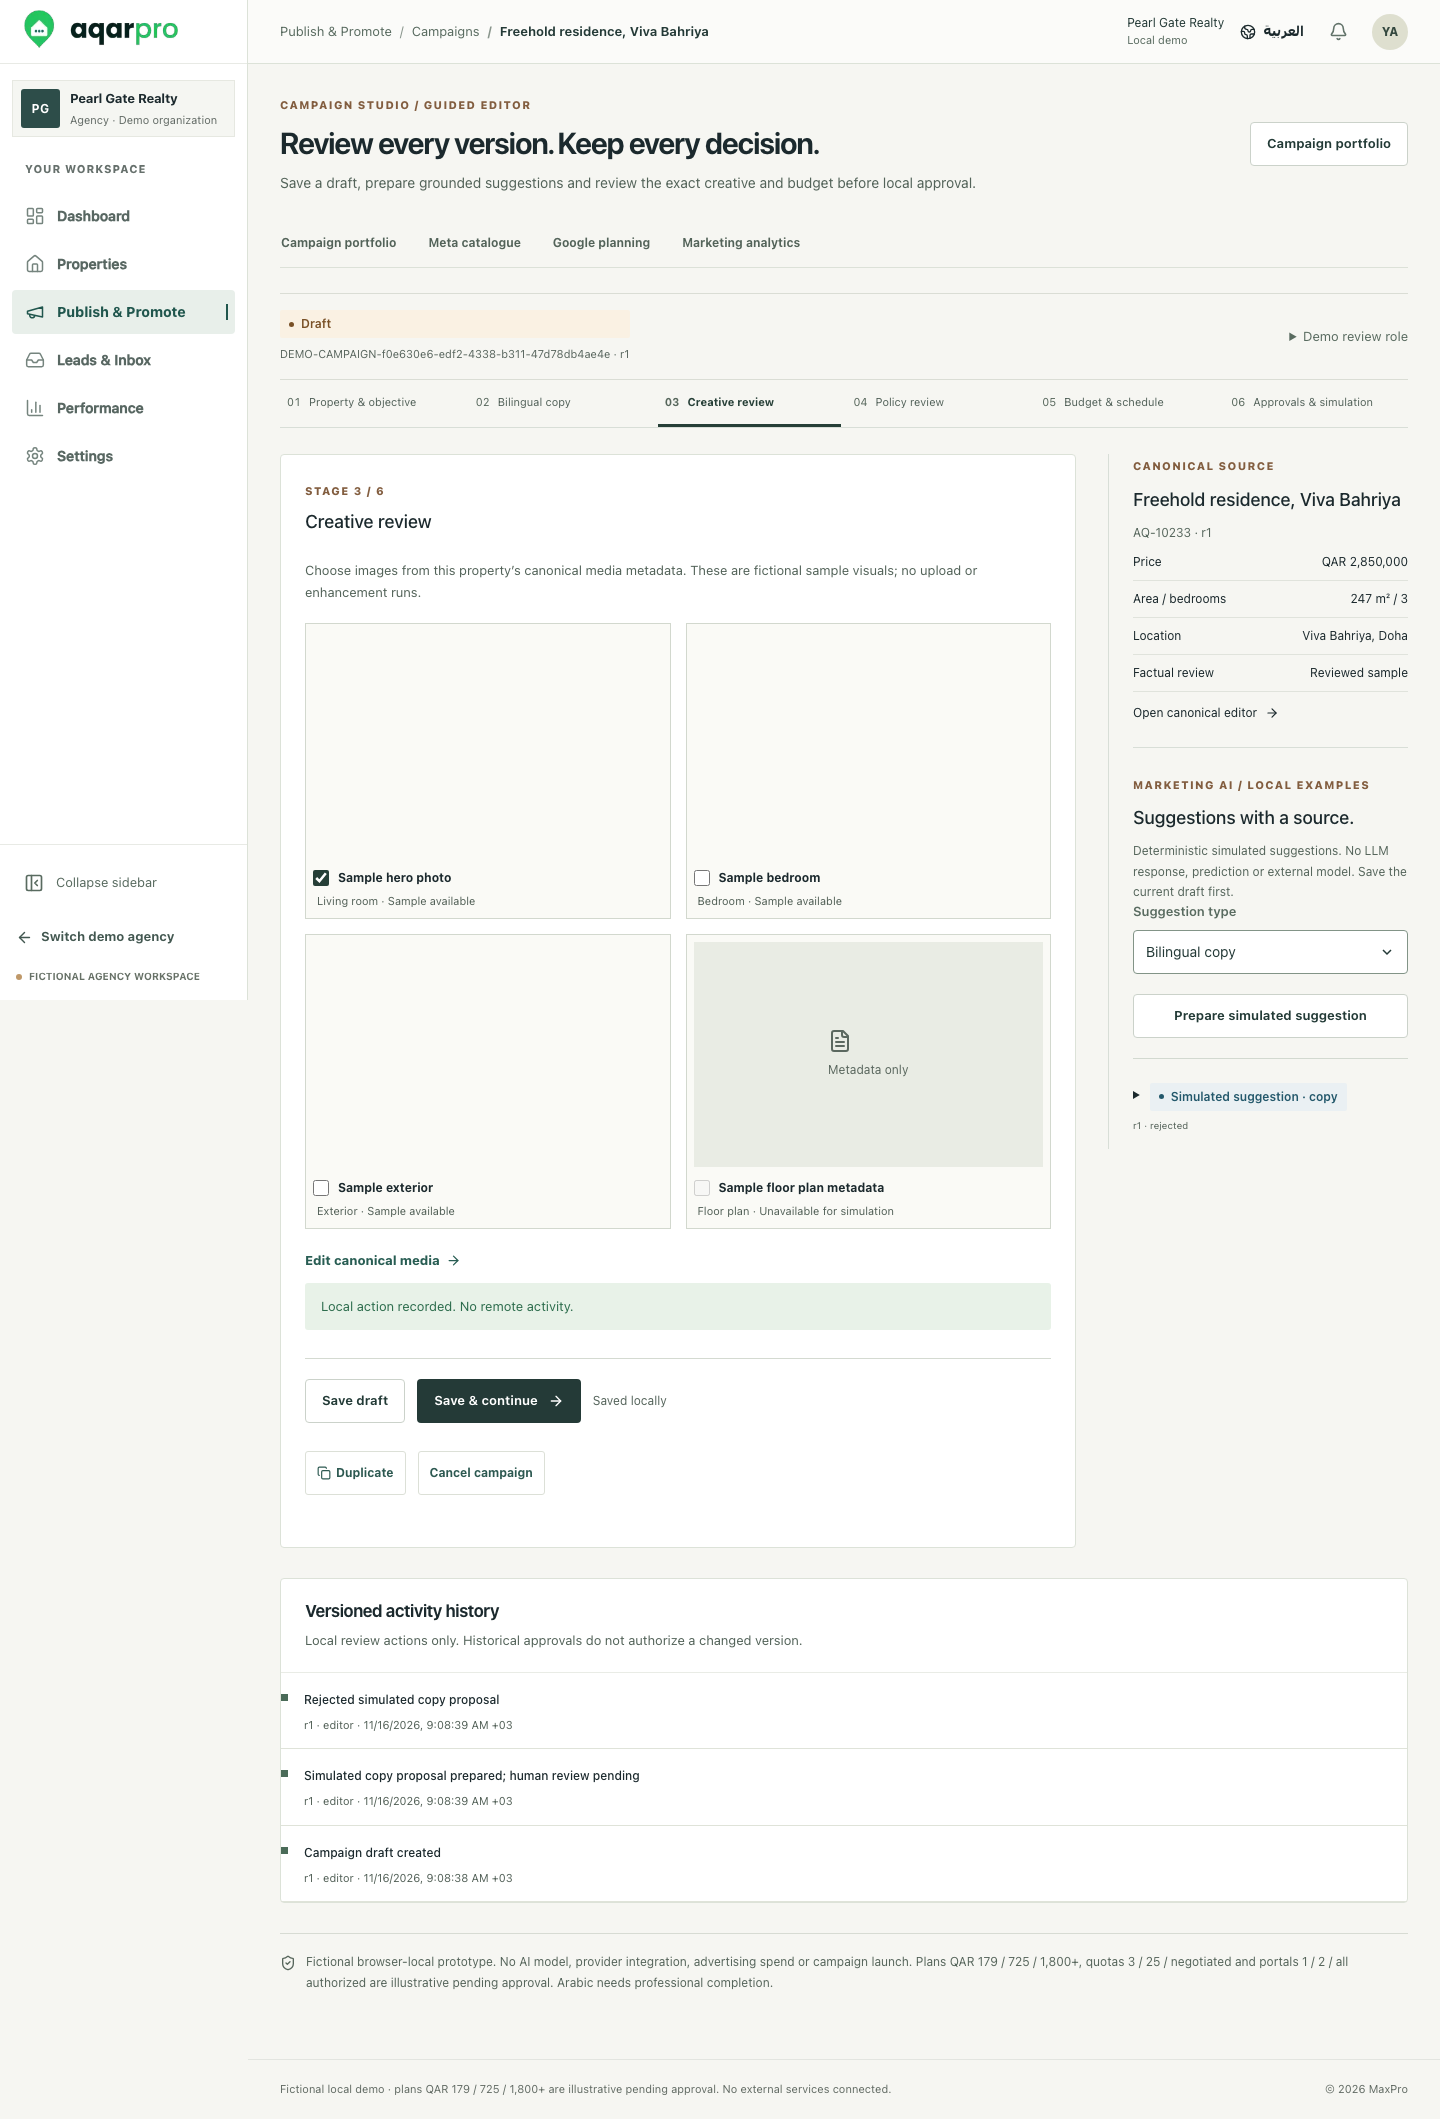 aqarpro
Publish & Promote / Campaigns / Freehold residence, Viva Bahriya
Pearl Gate Realty
Local demo
العربية
YA
PG
Pearl Gate Realty
Agency · Demo organization
YOUR WORKSPACE
Dashboard
Properties
Publish & Promote
Leads & Inbox
Performance
Settings
Collapse sidebar
Switch demo agency
FICTIONAL AGENCY WORKSPACE
CAMPAIGN STUDIO / GUIDED EDITOR
Review every version. Keep every decision.
Save a draft, prepare grounded suggestions and review the exact creative and budget before local approval.
Campaign portfolio
Campaign portfolio Meta catalogue Google planning Marketing analytics
Draft
DEMO-CAMPAIGN-f0e630e6-edf2-4338-b311-47d78db4ae4e · r1
Demo review role
01 Property & objective 02 Bilingual copy 03 Creative review 04 Policy review 05 Budget & schedule 06 Approvals & simulation
STAGE 3 / 6
Creative review
Choose images from this property's canonical media metadata. These are fictional sample visuals; no upload or
enhancement runs.
Sample hero photo
Living room · Sample available
Sample bedroom
Bedroom · Sample available
Sample exterior
Exterior · Sample available
Metadata only
Sample floor plan metadata
Floor plan · Unavailable for simulation
Edit canonical media
Local action recorded. No remote activity.
Save draft
Save & continue
Saved locally
Duplicate
Cancel campaign
CANONICAL SOURCE
Freehold residence, Viva Bahriya
AQ-10233 · r1
Price QAR 2,850,000
Area / bedrooms 247 m² / 3
Location Viva Bahriya, Doha
Factual review Reviewed sample
Open canonical editor
MARKETING AI / LOCAL EXAMPLES
Suggestions with a source.
Deterministic simulated suggestions. No LLM
response, prediction or external model. Save the
current draft first.
Suggestion type
Bilingual copy
Prepare simulated suggestion
Simulated suggestion · copy
r1 · rejected
Versioned activity history
Local review actions only. Historical approvals do not authorize a changed version.
Rejected simulated copy proposal
r1 · editor · 11/16/2026, 9:08:39 AM +03
Simulated copy proposal prepared; human review pending
r1 · editor · 11/16/2026, 9:08:39 AM +03
Campaign draft created
r1 · editor · 11/16/2026, 9:08:38 AM +03
Fictional browser-local prototype. No AI model, provider integration, advertising spend or campaign launch. Plans QAR 179 / 725 / 1,800+, quotas 3 / 25 / negotiated and portals 1 / 2 / all
authorized are illustrative pending approval. Arabic needs professional completion.
Fictional local demo · plans QAR 179 / 725 / 1,800+ are illustrative pending approval. No external services connected.
© 2026 MaxPro